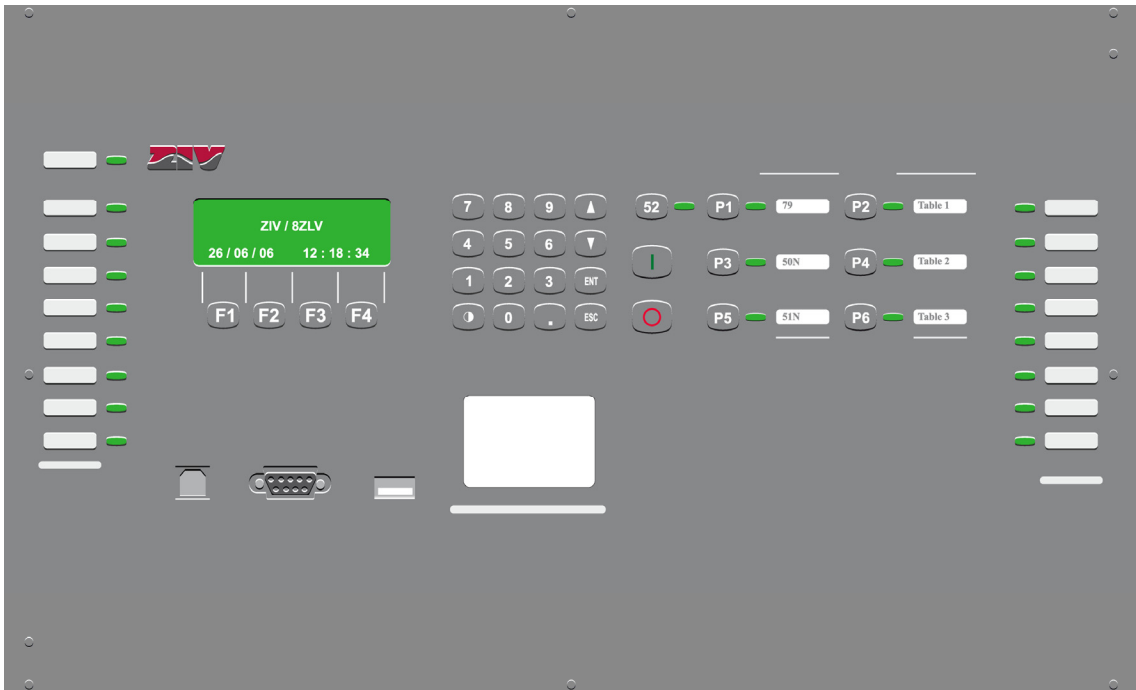 ZIV
ZIV / 8ZLV
26 / 06 / 06 12 : 18 : 34
F1 F2 F3 F4
7 8 9
4 5 6
1 2 3 ENT
0 . ESC
52 P1 79 P2 Table 1
P3 50N P4 Table 2
P5 51N P6 Table 3